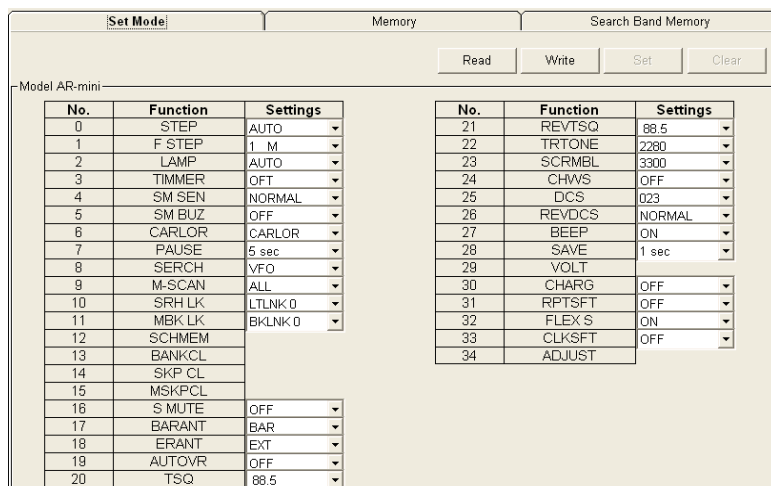 Set Mode Memory Search Band Memory
Read Write Set Clear
Model AR-mini
No. Function Settings
0 STEP AUTO
1 F STEP 1 M
2 LAMP AUTO
3 TIMMER OFT
4 SM SEN NORMAL
5 SM BUZ OFF
6 CARLOR CARLOR
7 PAUSE 5 sec
8 SERCH VFO
9 M-SCAN ALL
10 SRH LK LTLNK 0
11 MBK LK BKLNK 0
12 SCHMEM
13 BANKCL
14 SKP CL
15 MSKPCL
16 S MUTE OFF
17 BARANT BAR
18 ERANT EXT
19 AUTOVR OFF
20 TSQ 88.5
No. Function Settings
21 REVTSQ 88.5
22 TRTONE 2280
23 SCRMBL 3300
24 CHWS OFF
25 DCS 023
26 REVDCS NORMAL
27 BEEP ON
28 SAVE 1 sec
29 VOLT
30 CHARG OFF
31 RPTSFT OFF
32 FLEX S ON
33 CLKSFT OFF
34 ADJUST